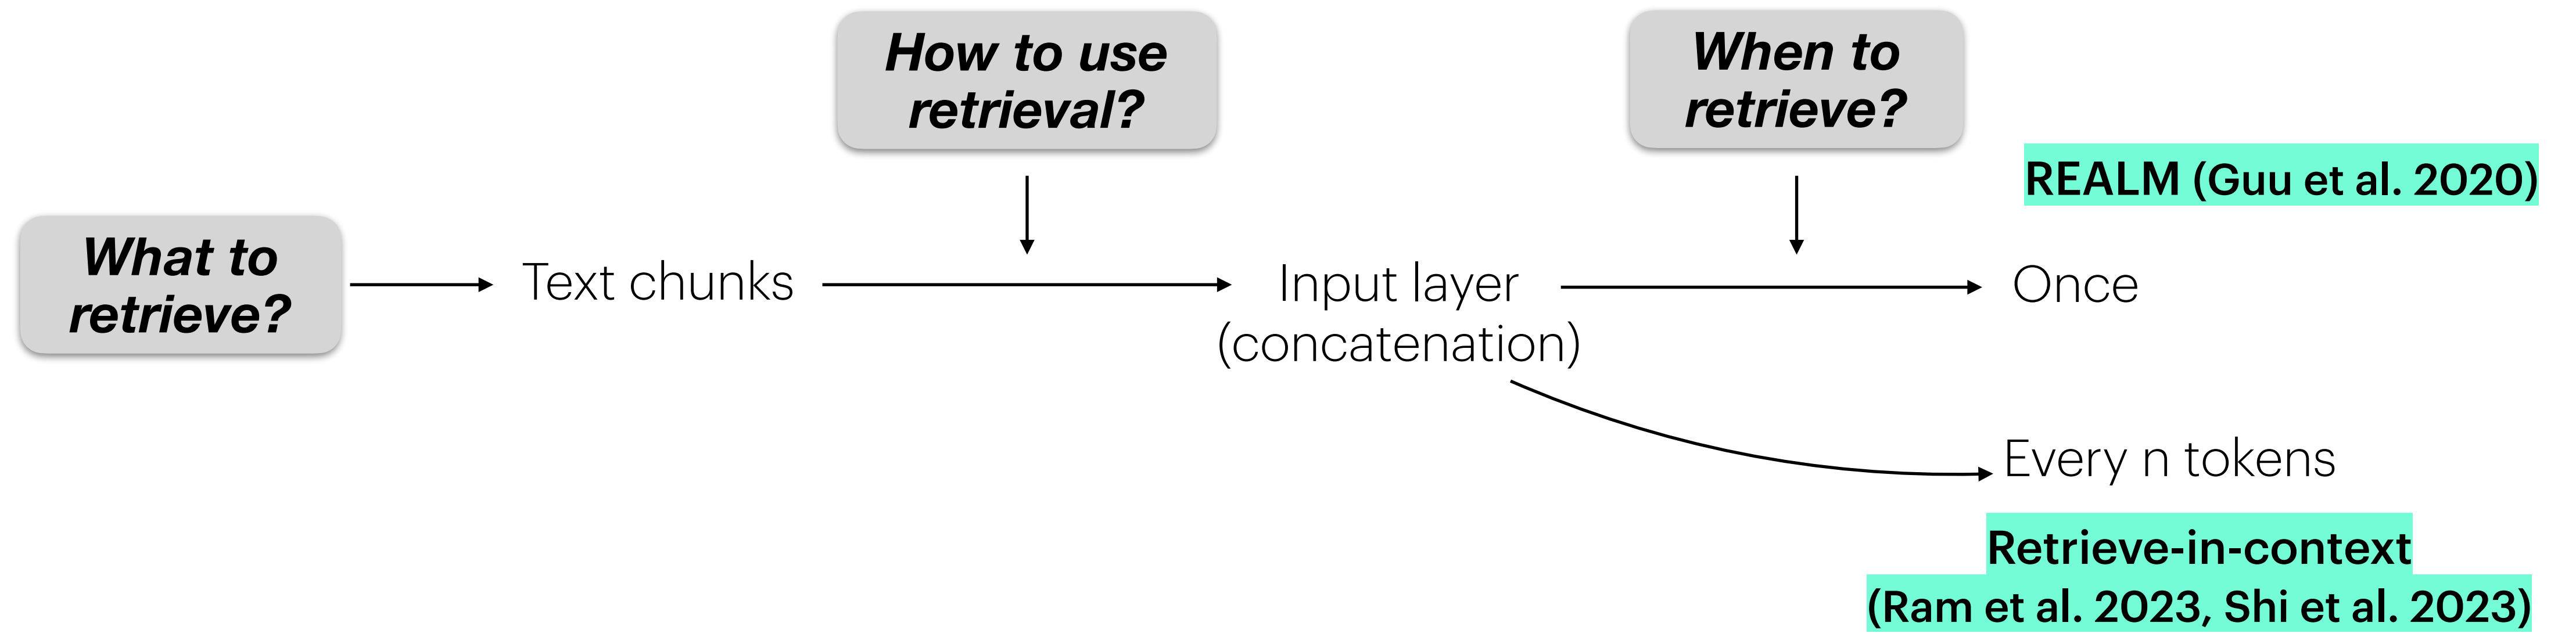 How to use
retrieval?
When to
retrieve?
REALM (Guu et al. 2020)
What to
retrieve?
Text chunks
Input layer
(concatenation)
Once
Every n tokens
Retrieve-in-context
(Ram et al. 2023, Shi et al. 2023)